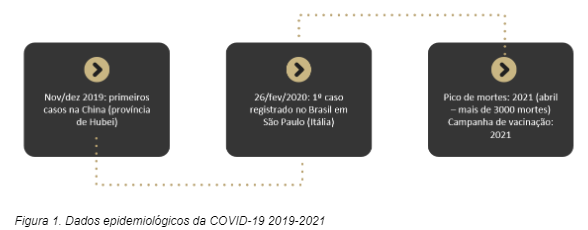 Nov/dez 2019: primeiros
casos na China (província
de Hubei)
26/fev/2020: 1º caso
registrado no Brasil em
São Paulo (Itália)
Pico de mortes: 2021 (abril
– mais de 3000 mortes)
Campanha de vacinação:
2021
Figura 1. Dados epidemiológicos da COVID-19 2019-2021